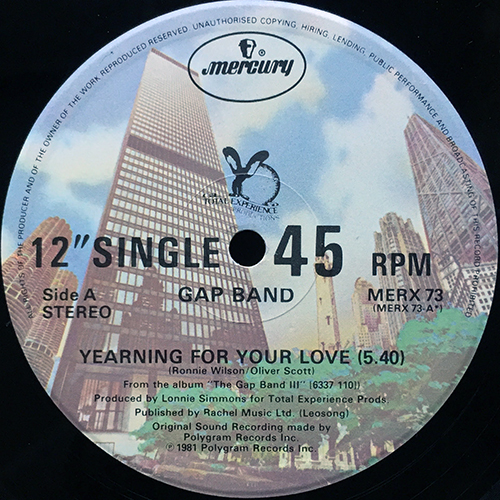 ALL RIGHTS OF THE PRODUCER AND OF THE OWNER OF THE WORK REPRODUCED RESERVED. UNAUTHORISED COPYING, HIRING, LENDING, PUBLIC PERFORMANCE AND BROADCASTING OF THIS RECORD PROHIBITED
mercury
®
TOTAL EXPERIENCE
PRODUCTIONS
12" SINGLE 45 RPM
Side A GAP BAND MERX 73
STEREO (MERX 73-A*)
YEARNING FOR YOUR LOVE (5.40)
(Ronnie Wilson/Oliver Scott)
From the album "The Gap Band III" (6337 110)
Produced by Lonnie Simmons for Total Experience Prods.
Published by Rachel Music Ltd. (Leosong)
Original Sound Recording made by
Polygram Records Inc.
℗ 1981 Polygram Records Inc.